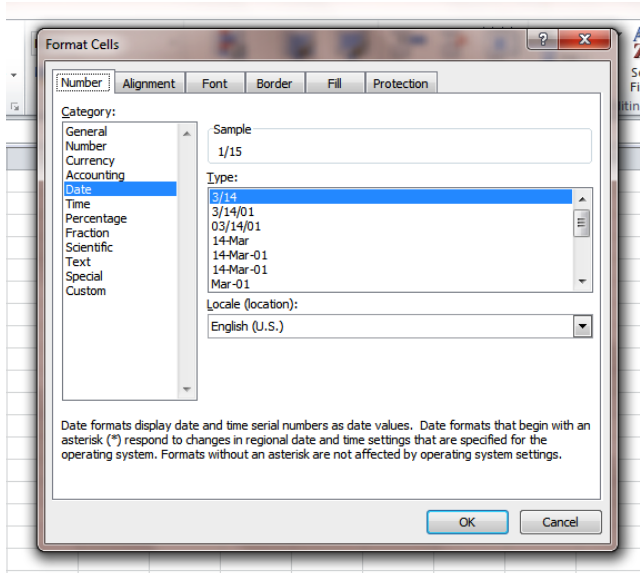 Format Cells
Number Alignment Font Border Fill Protection
Category:
General
Number
Currency
Accounting
Date
Time
Percentage
Fraction
Scientific
Text
Special
Custom
Sample
1/15
Type:
3/14
3/14/01
03/14/01
14-Mar
14-Mar-01
14-Mar-01
Mar-01
Locale (location):
English (U.S.)
Date formats display date and time serial numbers as date values.  Date formats that begin with an
asterisk (*) respond to changes in regional date and time settings that are specified for the
operating system. Formats without an asterisk are not affected by operating system settings.
OK Cancel